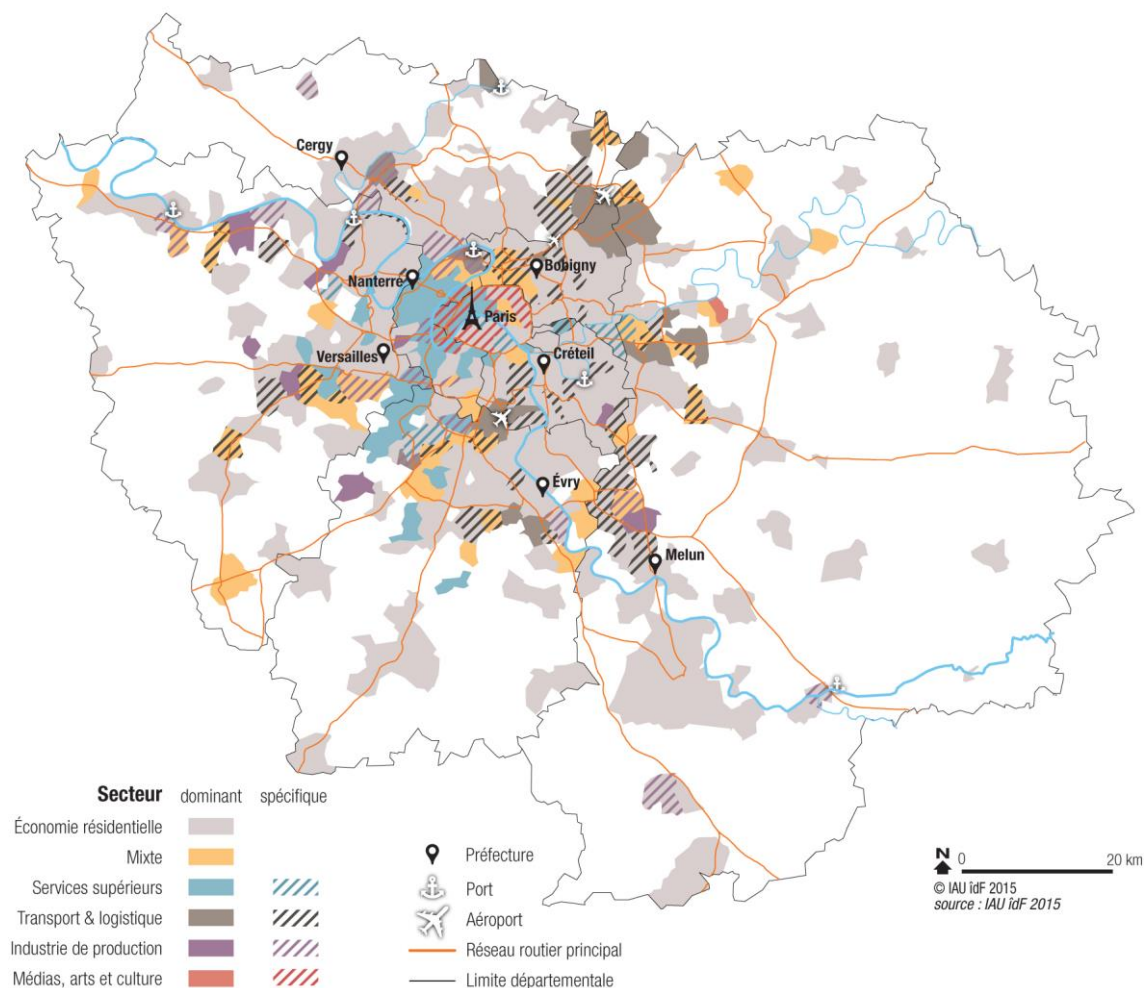 Cergy
Nanterre
Bobigny
Paris
Versailles
Créteil
Évry
Melun
Secteur dominant spécifique
Économie résidentielle
Mixte
Services supérieurs
Transport & logistique
Industrie de production
Médias, arts et culture
Préfecture
Port
Aéroport
Réseau routier principal
Limite départementale
N 0 20 km
© IAU îdF 2015
source : IAU îdF 2015